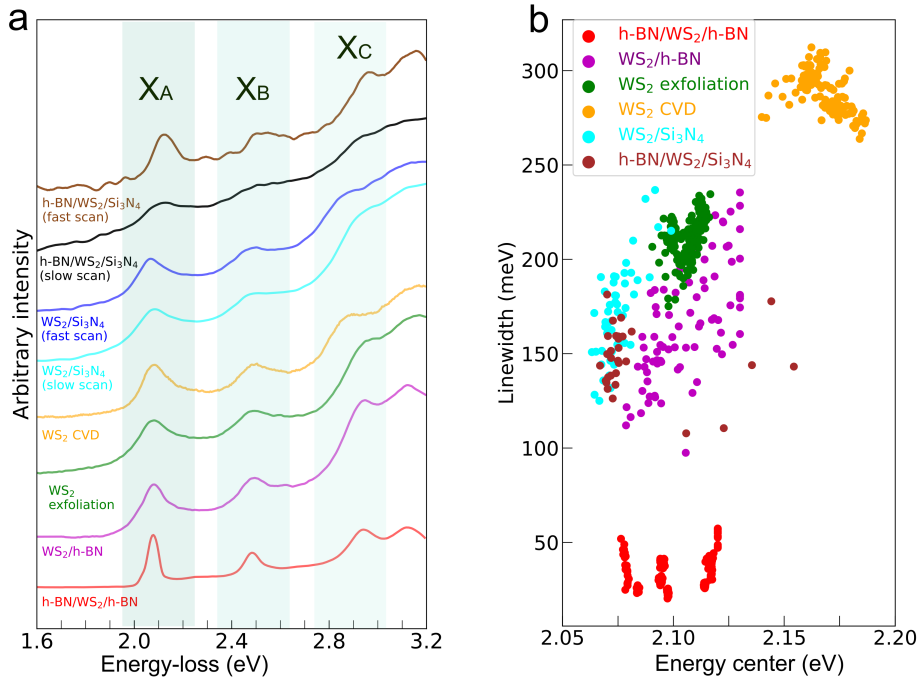 a
X_A
X_B
X_C
h-BN/WS₂/Si₃N₄
(fast scan)
h-BN/WS₂/Si₃N₄
(slow scan)
WS₂/Si₃N₄
(fast scan)
WS₂/Si₃N₄
(slow scan)
WS₂ CVD
WS₂
exfoliation
WS₂/h-BN
h-BN/WS₂/h-BN
Arbitrary intensity
1.6 2.0 2.4 2.8 3.2
Energy-loss (eV)
b
h-BN/WS₂/h-BN
WS₂/h-BN
WS₂ exfoliation
WS₂ CVD
WS₂/Si₃N₄
h-BN/WS₂/Si₃N₄
300
250
200
150
100
50
Linewidth (meV)
2.05 2.10 2.15 2.20
Energy center (eV)